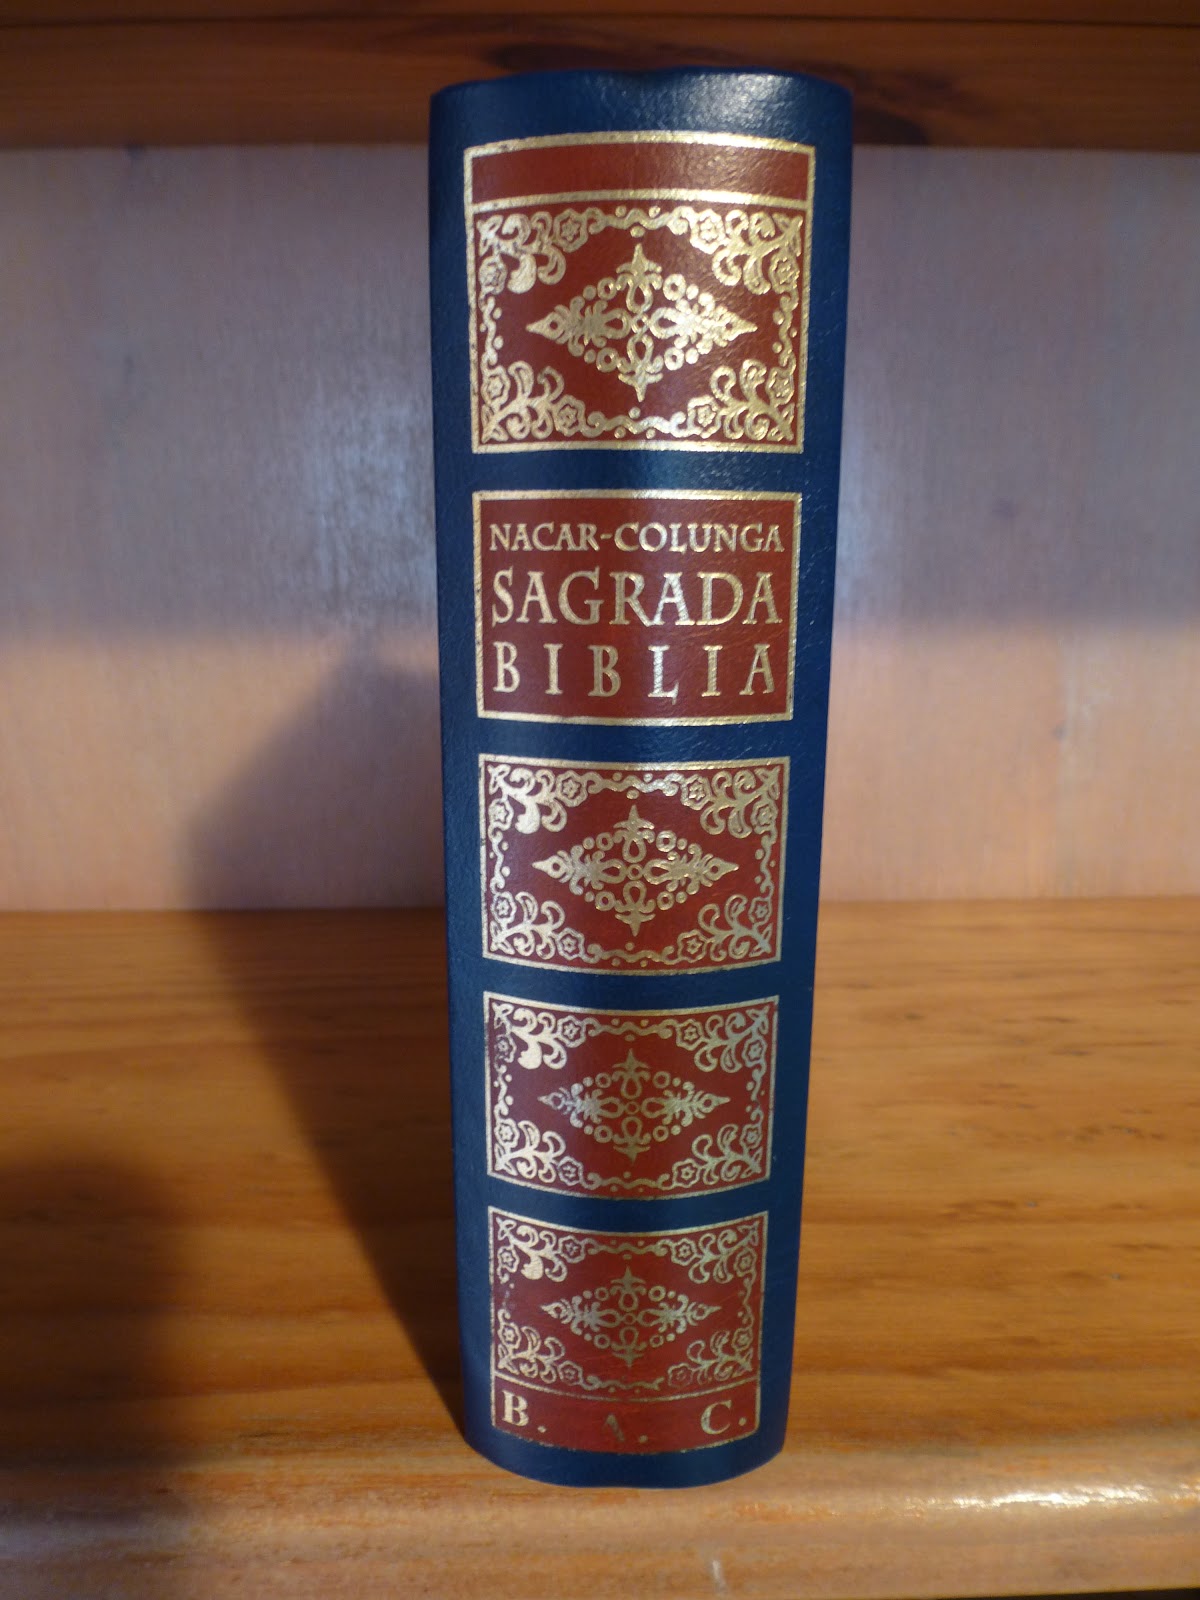 NACAR-COLUNGA
SAGRADA
BIBLIA
B. A. C.